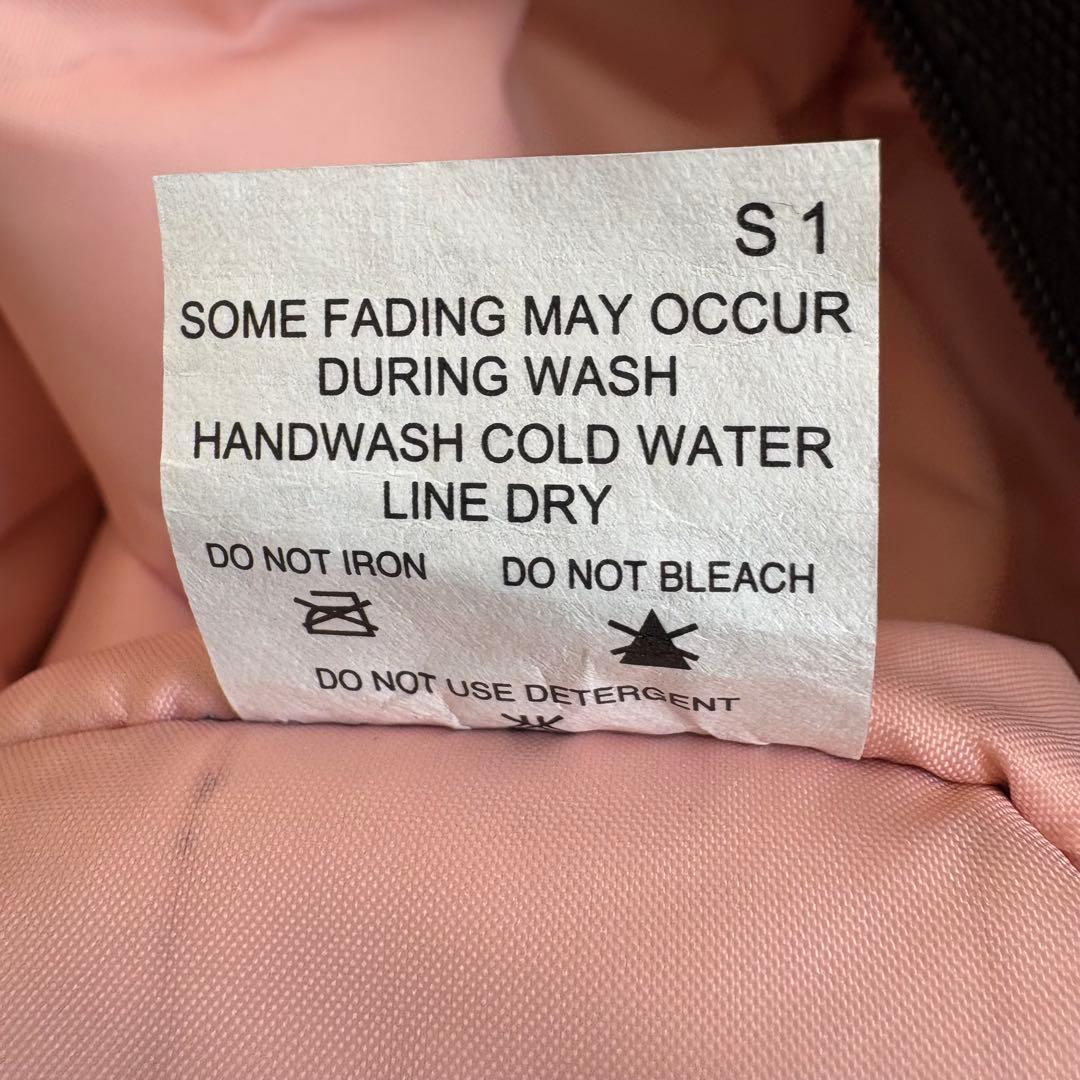 S 1
SOME FADING MAY OCCUR
DURING WASH
HANDWASH COLD WATER
LINE DRY
DO NOT IRON DO NOT BLEACH
DO NOT USE DETERGENT